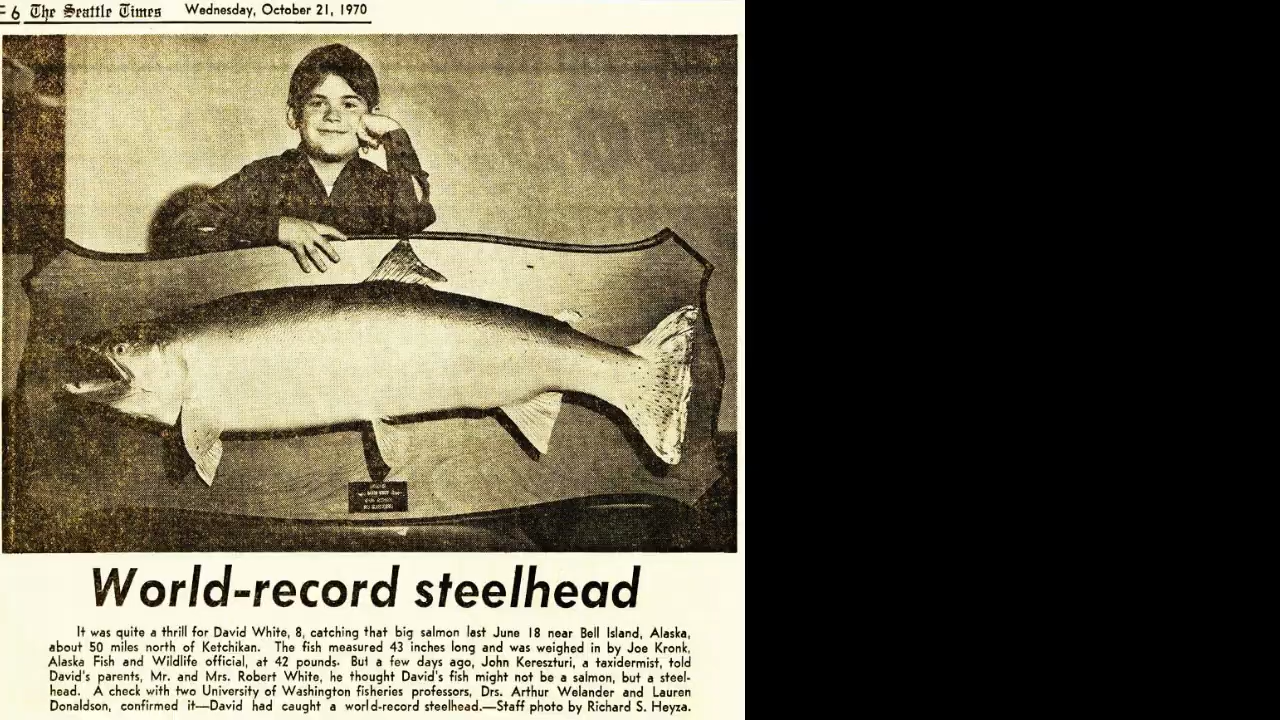 F 6 The Seattle Times Wednesday, October 21, 1970
World-record steelhead
It was quite a thrill for David White, 8, catching that big salmon last June 18 near Bell Island, Alaska,
about 50 miles north of Ketchikan. The fish measured 43 inches long and was weighed in by Joe Kronk,
Alaska Fish and Wildlife official, at 42 pounds. But a few days ago, John Kereszturi, a taxidermist, told
David's parents, Mr. and Mrs. Robert White, he thought David's fish might not be a salmon, but a steel-
head. A check with two University of Washington fisheries professors, Drs. Arthur Welander and Lauren
Donaldson, confirmed it—David had caught a world-record steelhead.—Staff photo by Richard S. Heyza.